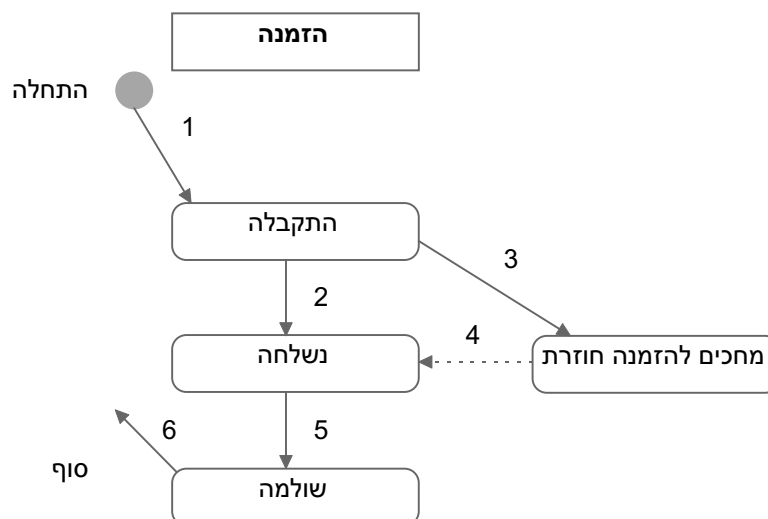 הזמנה
התחלה
1
התקבלה
3
2
4
נשלחה
מחכים להזמנה חוזרת
6
5
סוף
שולמה